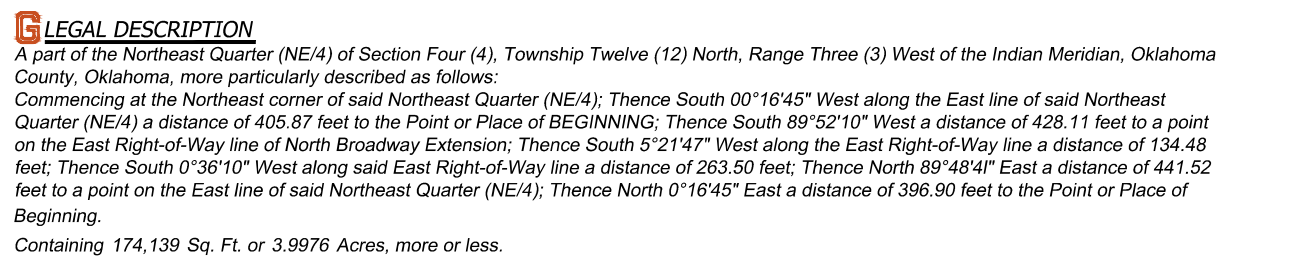 G LEGAL DESCRIPTION
A part of the Northeast Quarter (NE/4) of Section Four (4), Township Twelve (12) North, Range Three (3) West of the Indian Meridian, Oklahoma
County, Oklahoma, more particularly described as follows:
Commencing at the Northeast corner of said Northeast Quarter (NE/4); Thence South 00°16'45" West along the East line of said Northeast
Quarter (NE/4) a distance of 405.87 feet to the Point or Place of BEGINNING; Thence South 89°52'10" West a distance of 428.11 feet to a point
on the East Right-of-Way line of North Broadway Extension; Thence South 5°21'47" West along the East Right-of-Way line a distance of 134.48
feet; Thence South 0°36'10" West along said East Right-of-Way line a distance of 263.50 feet; Thence North 89°48'4I" East a distance of 441.52
feet to a point on the East line of said Northeast Quarter (NE/4); Thence North 0°16'45" East a distance of 396.90 feet to the Point or Place of
Beginning.
Containing 174,139 Sq. Ft. or 3.9976 Acres, more or less.